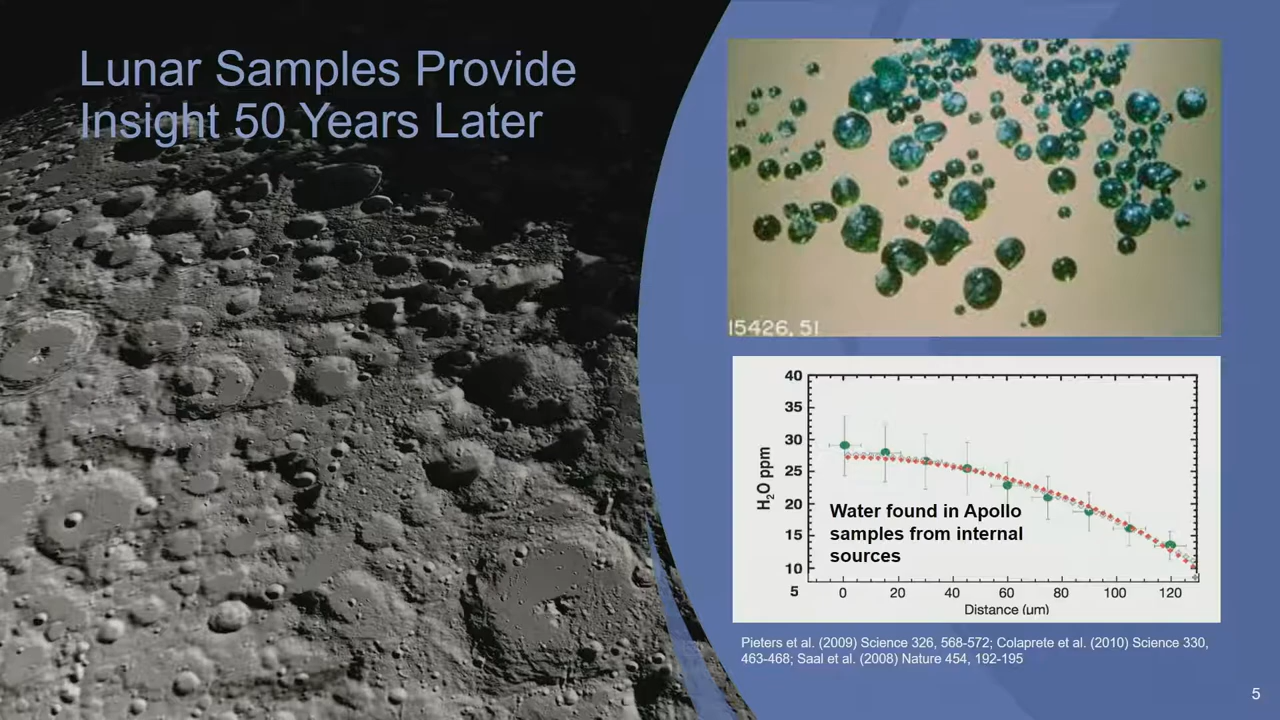 Lunar Samples Provide
Insight 50 Years Later
15426, 51
40
35
30
25
20
15
10
5
H₂O ppm
Water found in Apollo
samples from internal
sources
0 20 40 60 80 100 120
Distance (µm)
Pieters et al. (2009) Science 326, 568-572; Colaprete et al. (2010) Science 330,
463-468; Saal et al. (2008) Nature 454, 192-195
5